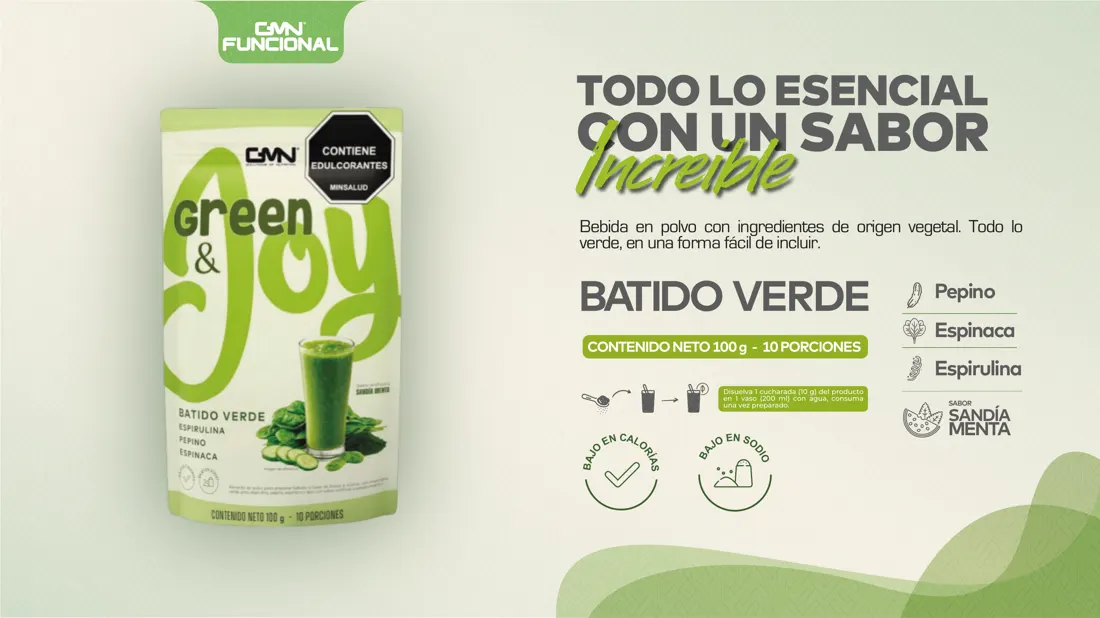 GMN
FUNCIONAL
GMN
CONTIENE
EDULCORANTES
MINSALUD
Green
& Joy
SANDÍA MENTA
BATIDO VERDE
ESPIRULINA
PEPINO
ESPINACA
CONTENIDO NETO 100 g - 10 PORCIONES
TODO LO ESENCIAL
CON UN SABOR
Increible
Bebida en polvo con ingredientes de origen vegetal. Todo lo
verde, en una forma fácil de incluir.
BATIDO VERDE
CONTENIDO NETO 100 g - 10 PORCIONES
Disuelva 1 cucharada (10 g) del producto
en 1 vaso (200 ml) con agua, consuma
una vez preparado.
BAJO EN CALORÍAS
BAJO EN SODIO
Pepino
Espinaca
Espirulina
SABOR
SANDÍA
MENTA